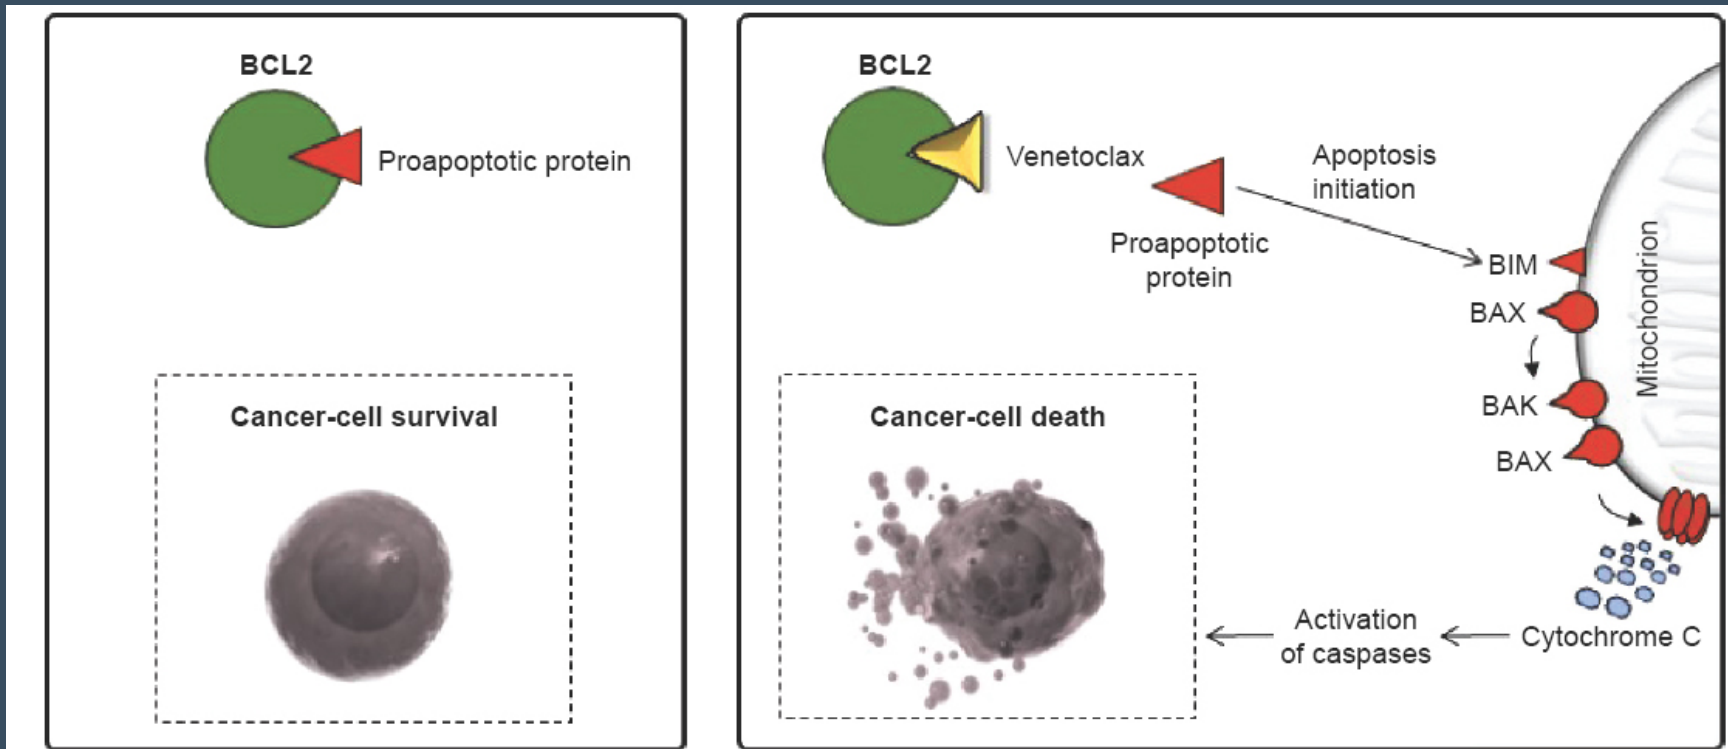 BCL2
Proapoptotic protein
Cancer-cell survival
BCL2
Venetoclax
Proapoptotic
protein
Apoptosis
initiation
BIM
BAX
BAK
BAX
Mitochondrion
Cytochrome C
Activation
of caspases
Cancer-cell death